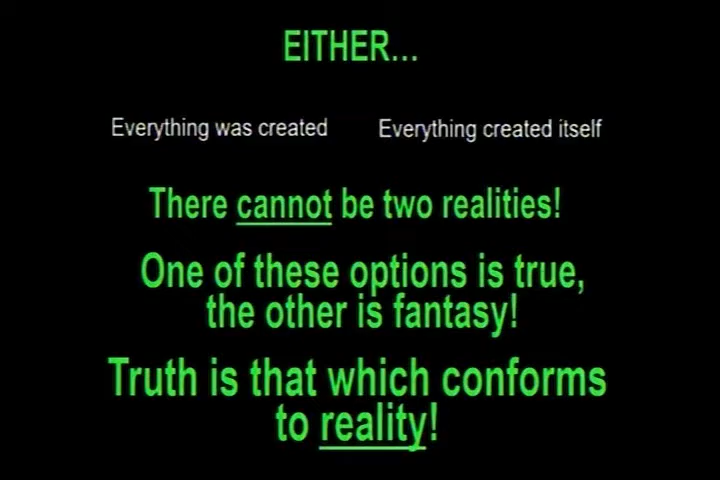 EITHER...
Everything was created
Everything created itself
There cannot be two realities!
One of these options is true,
the other is fantasy!
Truth is that which conforms
to reality!